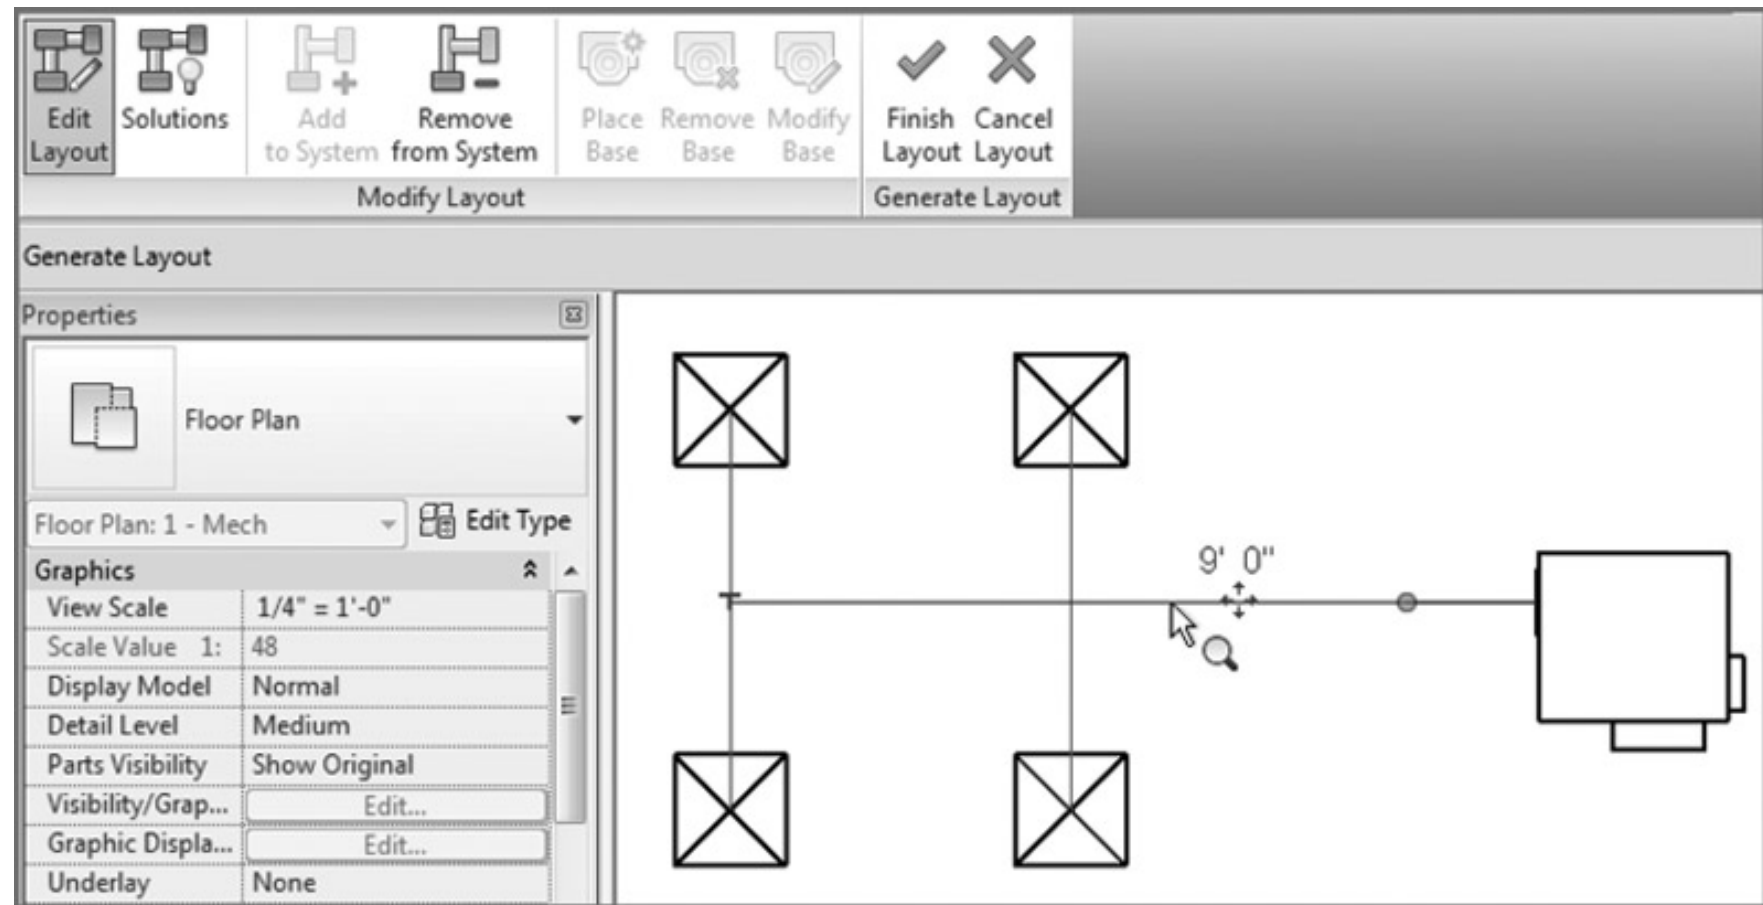 Edit Layout
Solutions
Add to System
Remove from System
Place Base
Remove Base
Modify Base
Finish Layout
Cancel Layout
Modify Layout
Generate Layout
Generate Layout
Properties
Floor Plan
Floor Plan: 1 - Mech
Edit Type
Graphics
View Scale 1/4" = 1'-0"
Scale Value 1: 48
Display Model Normal
Detail Level Medium
Parts Visibility Show Original
Visibility/Grap... Edit...
Graphic Displa... Edit...
Underlay None
9' 0"